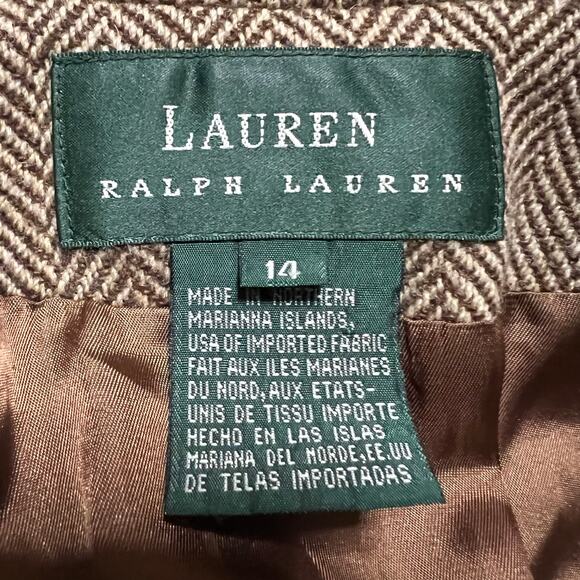 LAUREN
RALPH LAUREN
14
MADE IN NORTHERN
MARIANNA ISLANDS,
USA OF IMPORTED FABRIC
FAIT AUX ILES MARIANES
DU NORD, AUX ETATS-
UNIS DE TISSU IMPORTE
HECHO EN LAS ISLAS
MARIANA DEL NORDE, EE.UU
DE TELAS IMPORTADAS